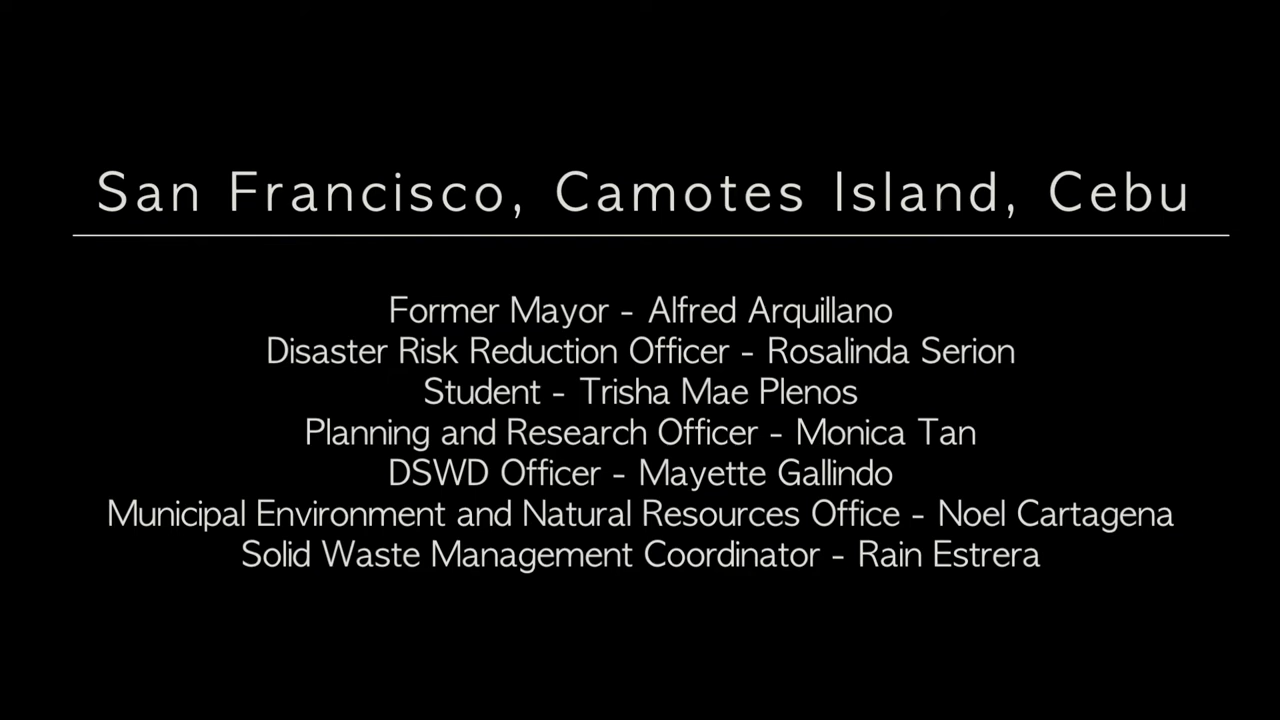 San Francisco, Camotes Island, Cebu
Former Mayor - Alfred Arquillano
Disaster Risk Reduction Officer - Rosalinda Serion
Student - Trisha Mae Plenos
Planning and Research Officer - Monica Tan
DSWD Officer - Mayette Gallindo
Municipal Environment and Natural Resources Office - Noel Cartagena
Solid Waste Management Coordinator - Rain Estrera